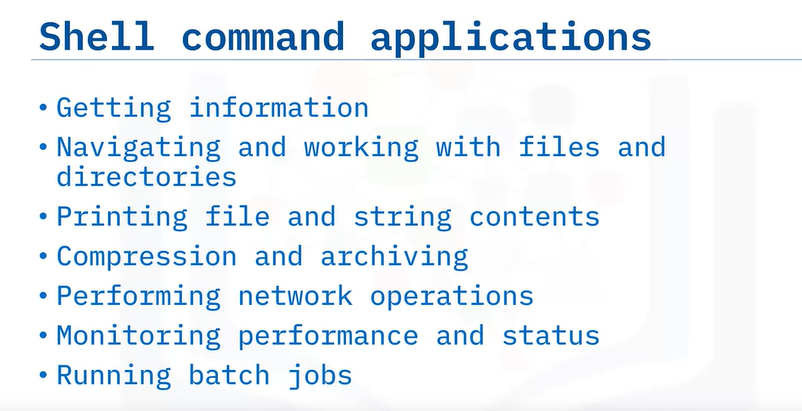 Shell command applications
• Getting information
• Navigating and working with files and
directories
• Printing file and string contents
• Compression and archiving
• Performing network operations
• Monitoring performance and status
• Running batch jobs